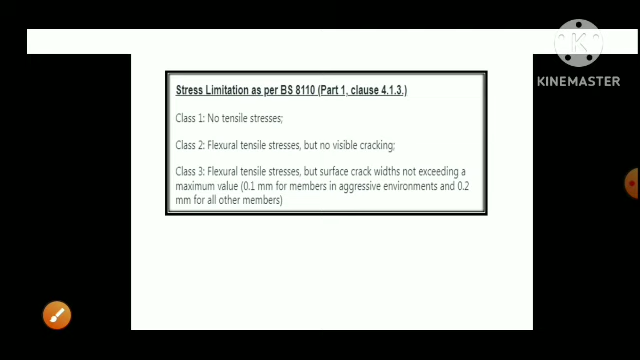 Stress Limitation as per BS 8110 (Part 1, clause 4.1.3.)
Class 1: No tensile stresses;
Class 2: Flexural tensile stresses, but no visible cracking;
Class 3: Flexural tensile stresses, but surface crack widths not exceeding a
maximum value (0.1 mm for members in aggressive environments and 0.2
mm for all other members)
K
KINEMASTER